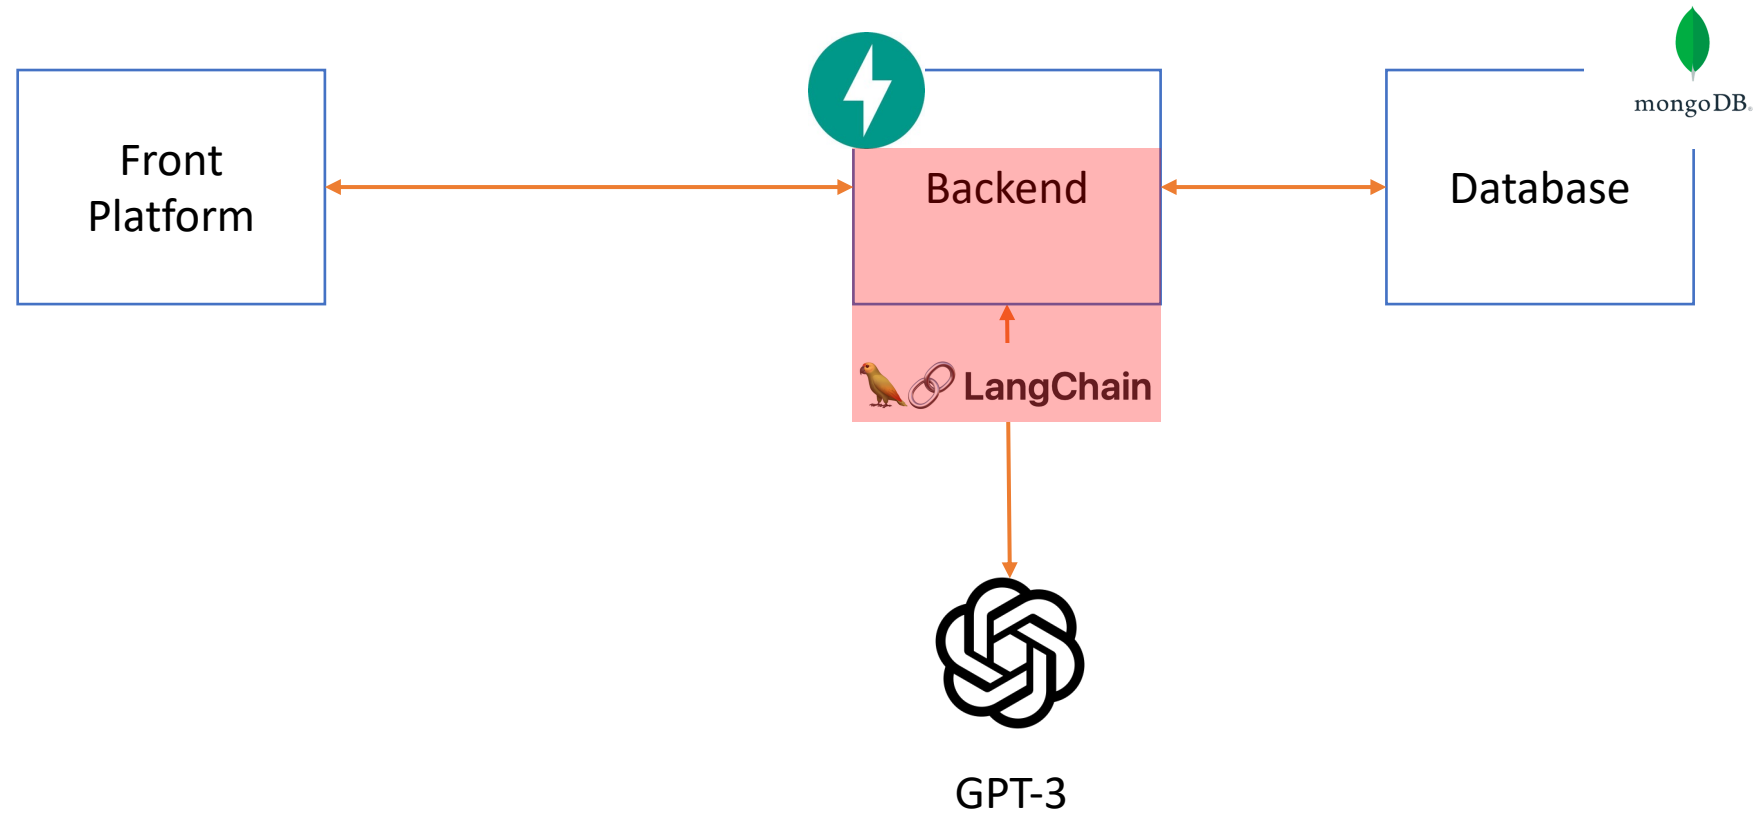 Front
Platform
Backend
Database
mongoDB®
LangChain
GPT-3